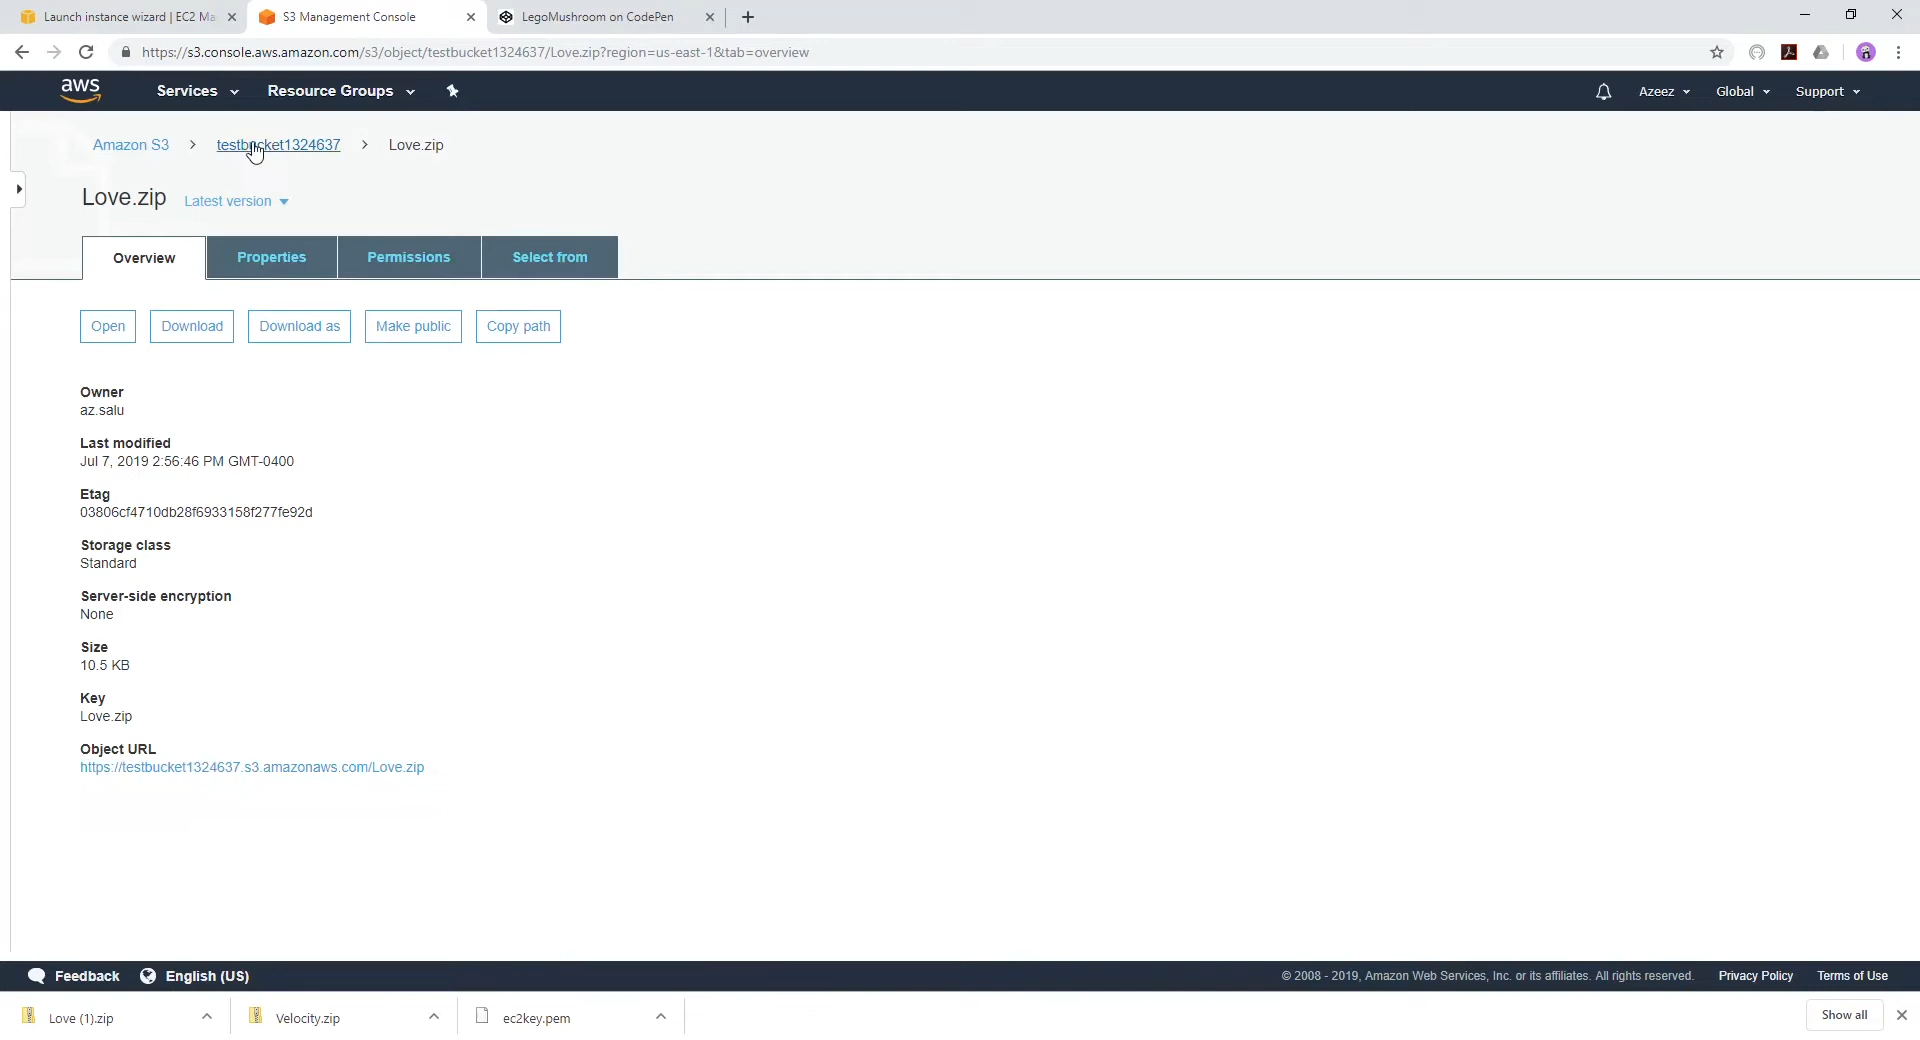 Launch instance wizard | EC2 Ma
S3 Management Console
LegoMushroom on CodePen
https://s3.console.aws.amazon.com/s3/object/testbucket1324637/Love.zip?region=us-east-1&tab=overview
aws
Services
Resource Groups
Azeez
Global
Support
Amazon S3 > testbucket1324637 > Love.zip
Love.zip
Latest version
Overview
Properties
Permissions
Select from
Open
Download
Download as
Make public
Copy path
Owner
az.salu
Last modified
Jul 7, 2019 2:56:46 PM GMT-0400
Etag
03806cf4710db28f6933158f277fe92d
Storage class
Standard
Server-side encryption
None
Size
10.5 KB
Key
Love.zip
Object URL
https://testbucket1324637.s3.amazonaws.com/Love.zip
Feedback
English (US)
© 2008 - 2019, Amazon Web Services, Inc. or its affiliates. All rights reserved.
Privacy Policy
Terms of Use
Love (1).zip
Velocity.zip
ec2key.pem
Show all